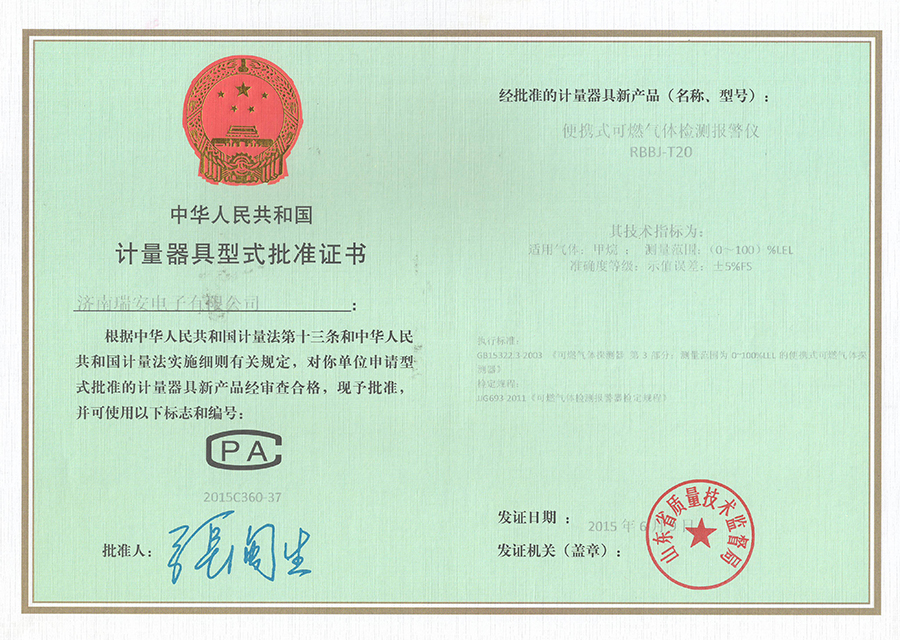 中华人民共和国
计量器具型式批准证书
济南瑞安电子有限公司:
根据中华人民共和国计量法第十三条和中华人民
共和国计量法实施细则有关规定，对你单位申请型
式批准的计量器具新产品经审查合格，现予批准，
并可使用以下标志和编号:
CPA
2015C360-37
批准人:
经批准的计量器具新产品（名称、型号）:
便携式可燃气体检测报警仪
RBBJ-T20
其技术指标为:
适用气体: 甲烷 ; 测量范围:（0～100）%LEL
准确度等级: 示值误差: ±5%FS
执行标准:
GB15322.3-2003 《可燃气体探测器 第 3 部分: 测量范围为 0~100%LEL 的便携式可燃气体探
测器》
检定规程:
JJG693-2011《可燃气体检测报警器检定规程》
发证日期 :
2015 年 6 月 日
发证机关（盖章）:
山东省质量技术监督局